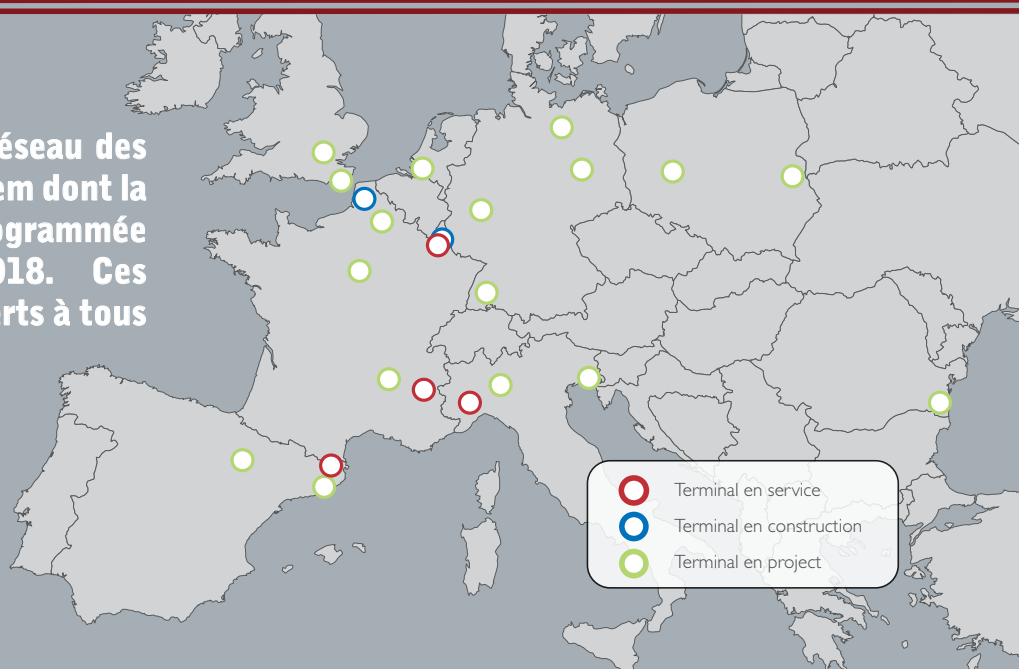 éseau des
em dont la
ogrammée
018. Ces
rts à tous
Terminal en service
Terminal en construction
Terminal en project